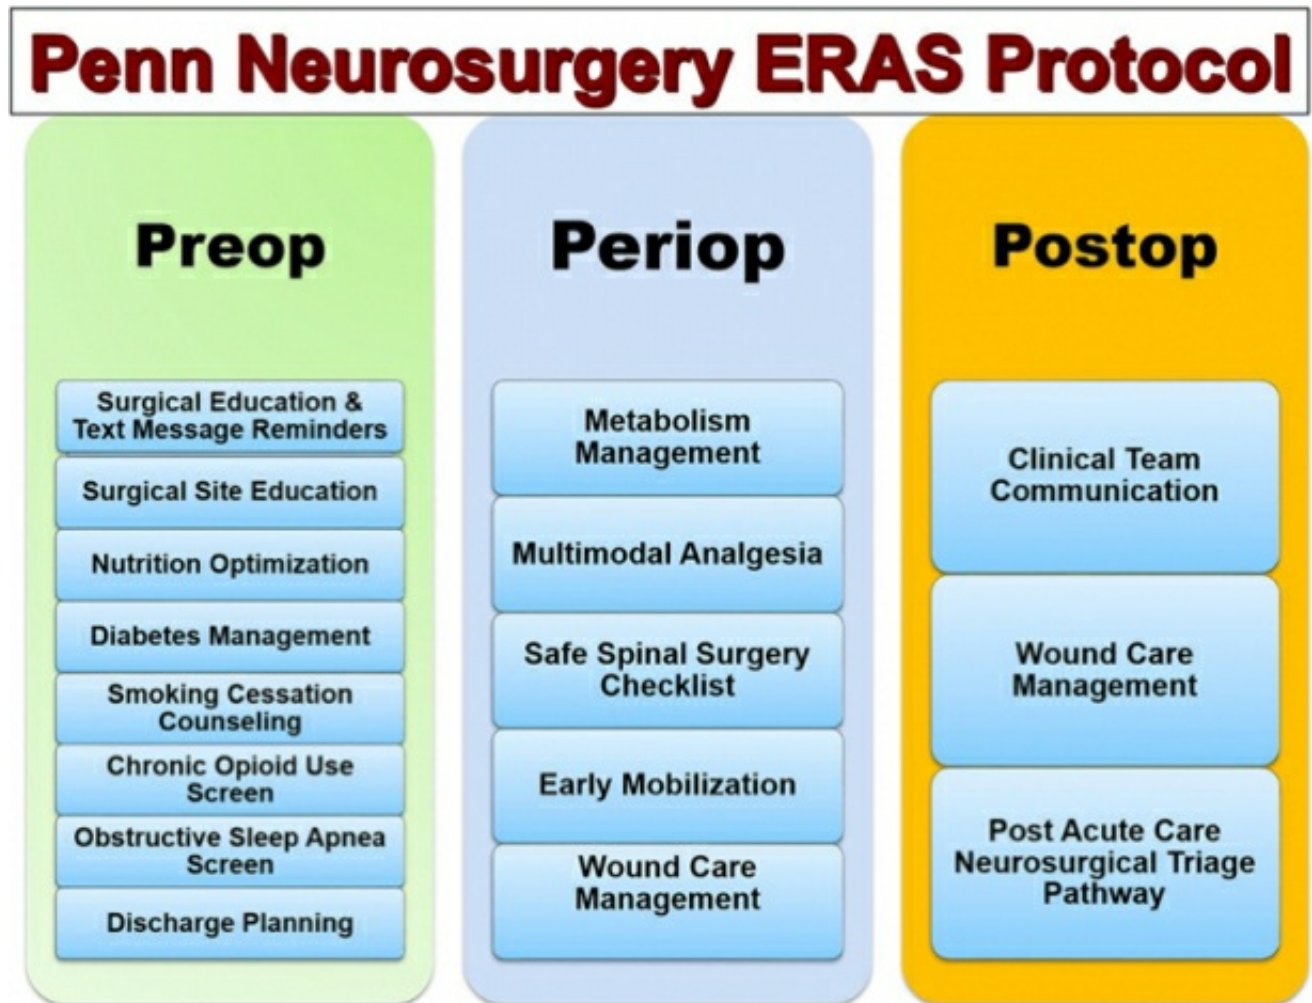 Penn Neurosurgery ERAS Protocol
Preop
Surgical Education &
Text Message Reminders
Surgical Site Education
Nutrition Optimization
Diabetes Management
Smoking Cessation
Counseling
Chronic Opioid Use
Screen
Obstructive Sleep Apnea
Screen
Discharge Planning
Periop
Metabolism
Management
Multimodal Analgesia
Safe Spinal Surgery
Checklist
Early Mobilization
Wound Care
Management
Postop
Clinical Team
Communication
Wound Care
Management
Post Acute Care
Neurosurgical Triage
Pathway